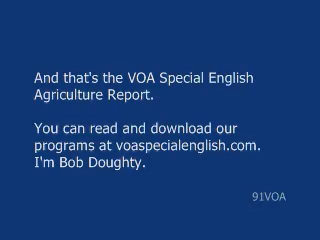 And that's the VOA Special English
Agriculture Report.
You can read and download our
programs at voaspecialenglish.com.
I'm Bob Doughty.
91VOA